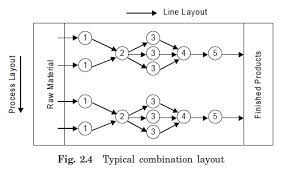 Line Layout
Process Layout
Raw Material
Finished Products
1 3
2 3 4 5
1 3
1 3
2 3 4 5
1 3
Fig. 2.4 Typical combination layout